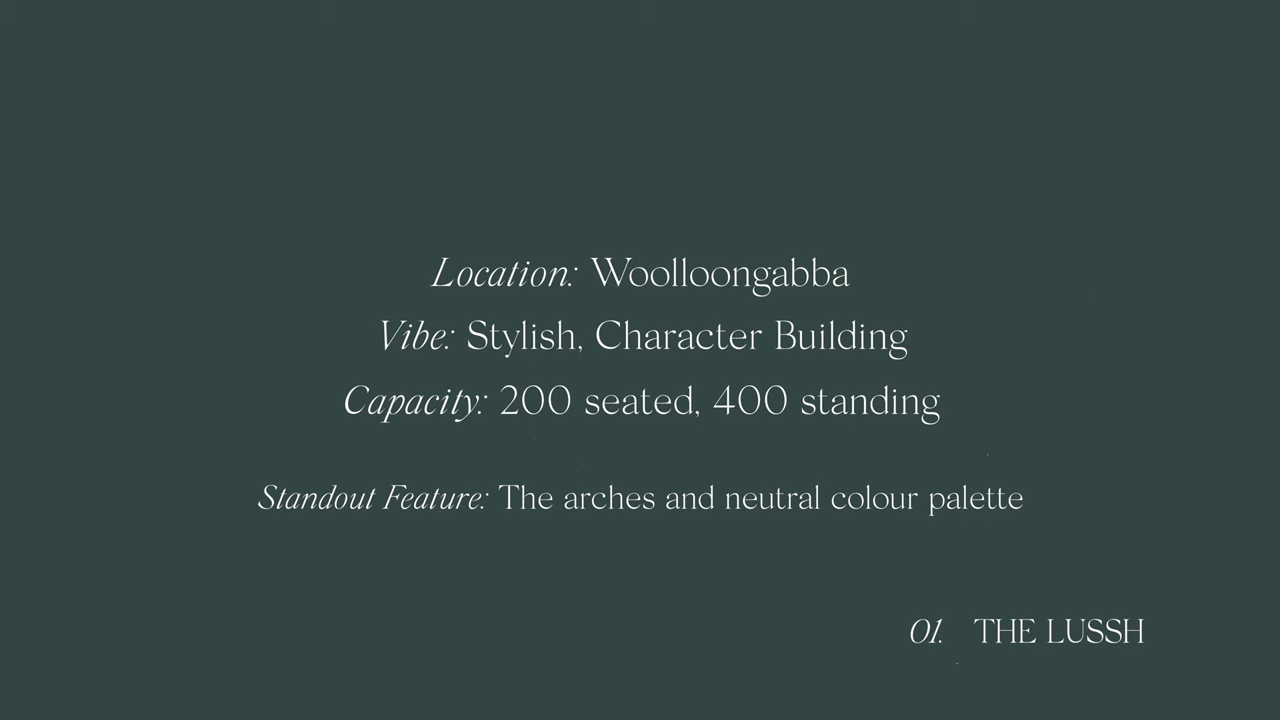 Location: Woolloongabba
Vibe: Stylish, Character Building
Capacity: 200 seated, 400 standing
Standout Feature: The arches and neutral colour palette
01. THE LUSSH